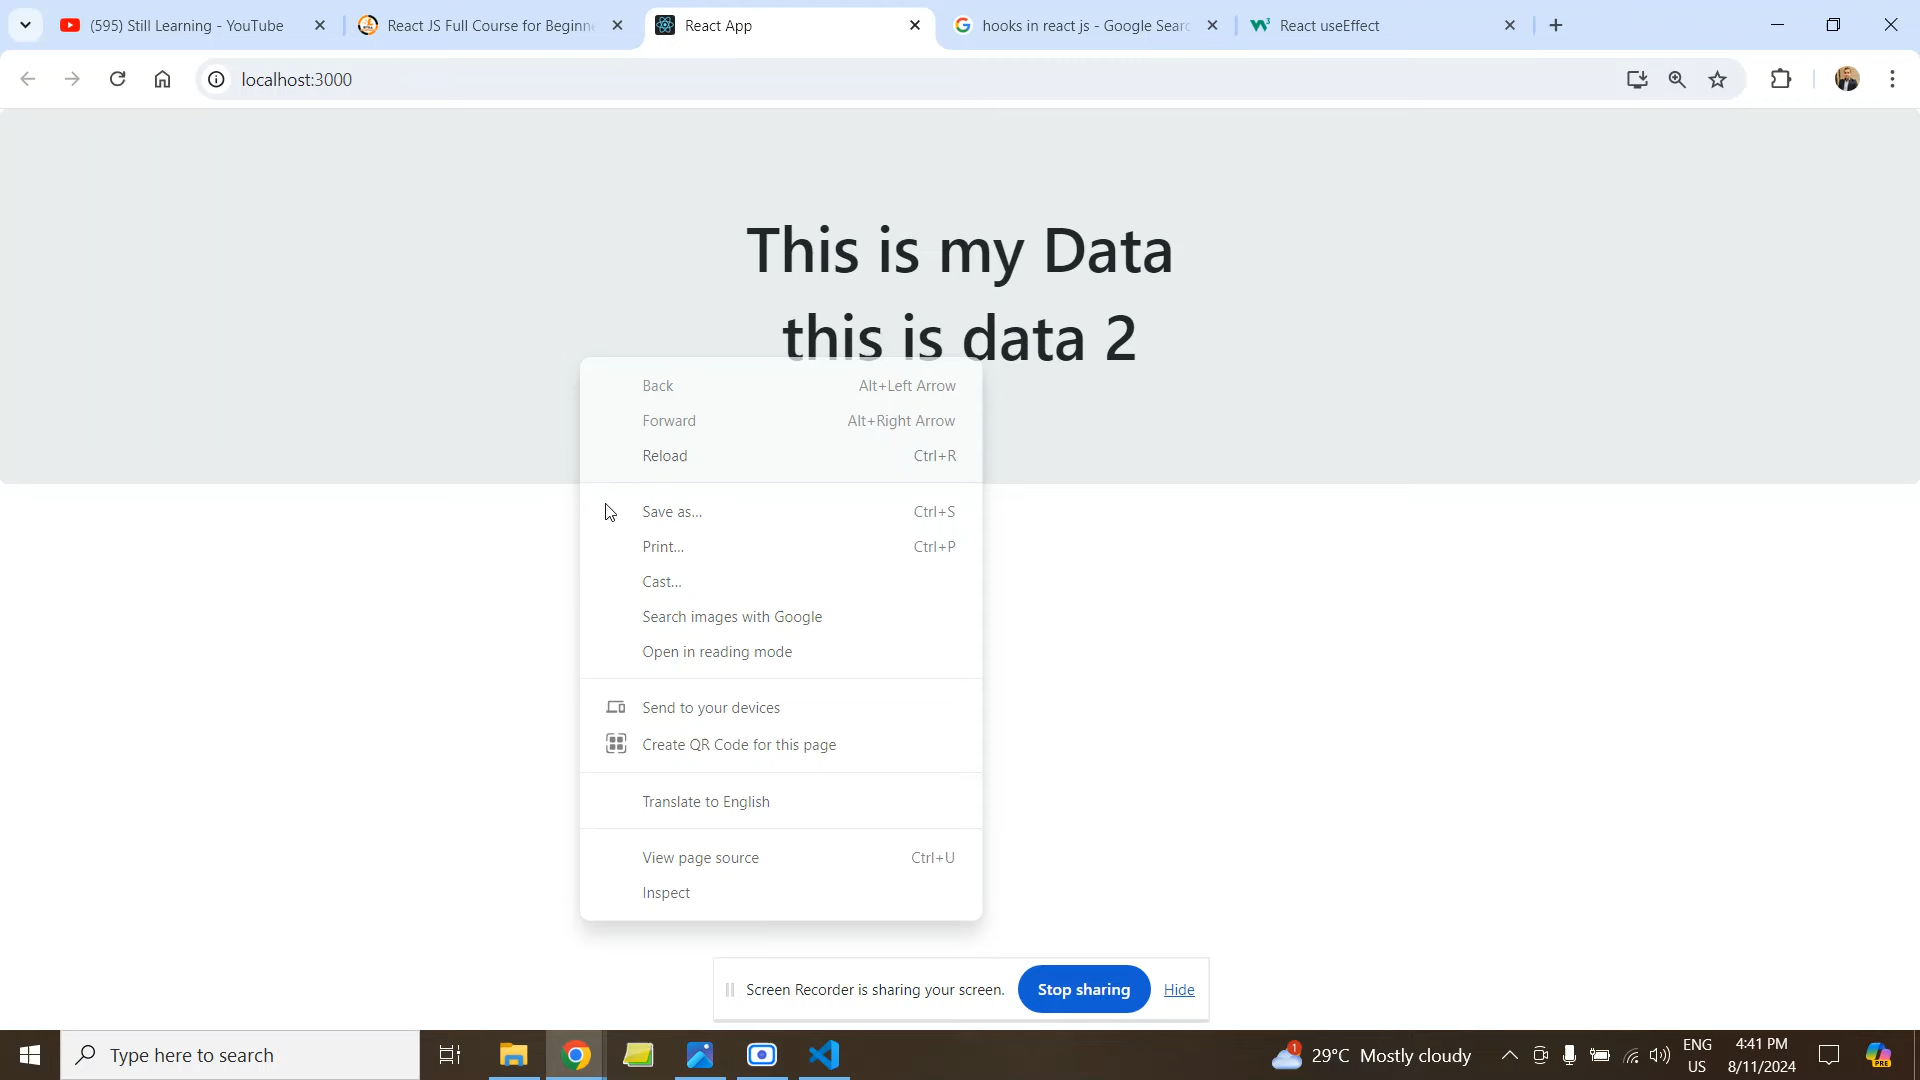 (595) Still Learning - YouTube
React JS Full Course for Beginne
React App
hooks in react js - Google Searc
React useEffect
localhost:3000
This is my Data
this is data 2
Back Alt+Left Arrow
Forward Alt+Right Arrow
Reload Ctrl+R
Save as... Ctrl+S
Print... Ctrl+P
Cast...
Search images with Google
Open in reading mode
Send to your devices
Create QR Code for this page
Translate to English
View page source Ctrl+U
Inspect
Screen Recorder is sharing your screen. Stop sharing Hide
Type here to search
1
29°C Mostly cloudy
ENG
US
4:41 PM
8/11/2024